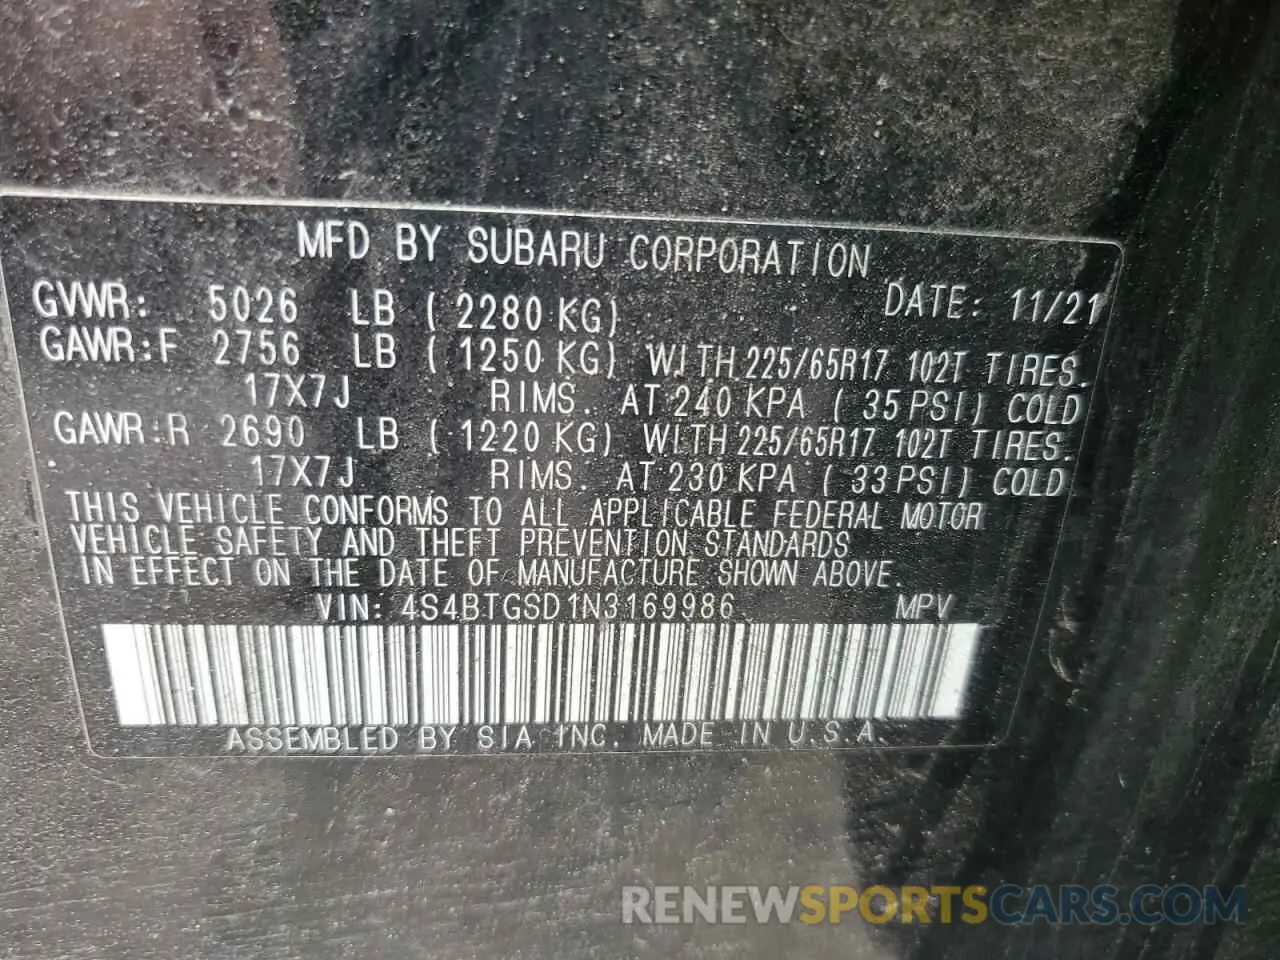 MFD BY SUBARU CORPORATION
GVWR: 5026 LB ( 2280 KG) DATE: 11/21
GAWR:F 2756 LB ( 1250 KG) WITH 225/65R17 102T TIRES.
17X7J RIMS. AT 240 KPA ( 35 PSI) COLD
GAWR:R 2690 LB ( 1220 KG) WITH 225/65R17 102T TIRES.
17X7J RIMS. AT 230 KPA ( 33 PSI) COLD
THIS VEHICLE CONFORMS TO ALL APPLICABLE FEDERAL MOTOR
VEHICLE SAFETY AND THEFT PREVENTION STANDARDS
IN EFFECT ON THE DATE OF MANUFACTURE SHOWN ABOVE.
VIN: 4S4BTGSD1N3169986 MPV
ASSEMBLED BY SIA INC. MADE IN U.S.A.
RENEWSPORTSCARS.COM